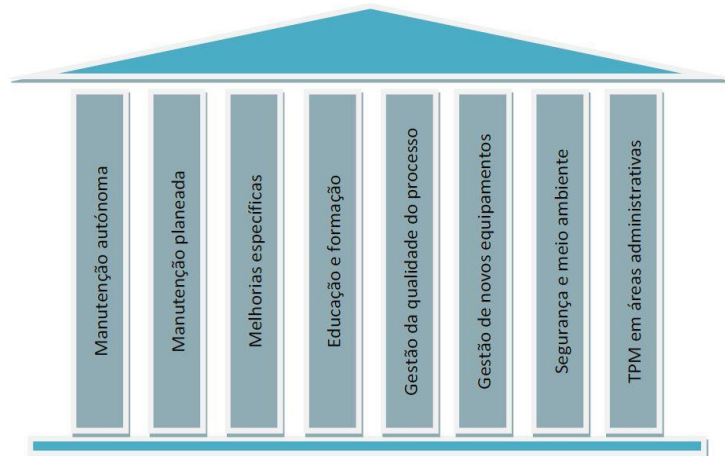 Manutenção autónoma
Manutenção planeada
Melhorias específicas
Educação e formação
Gestão da qualidade do processo
Gestão de novos equipamentos
Segurança e meio ambiente
TPM em áreas administrativas